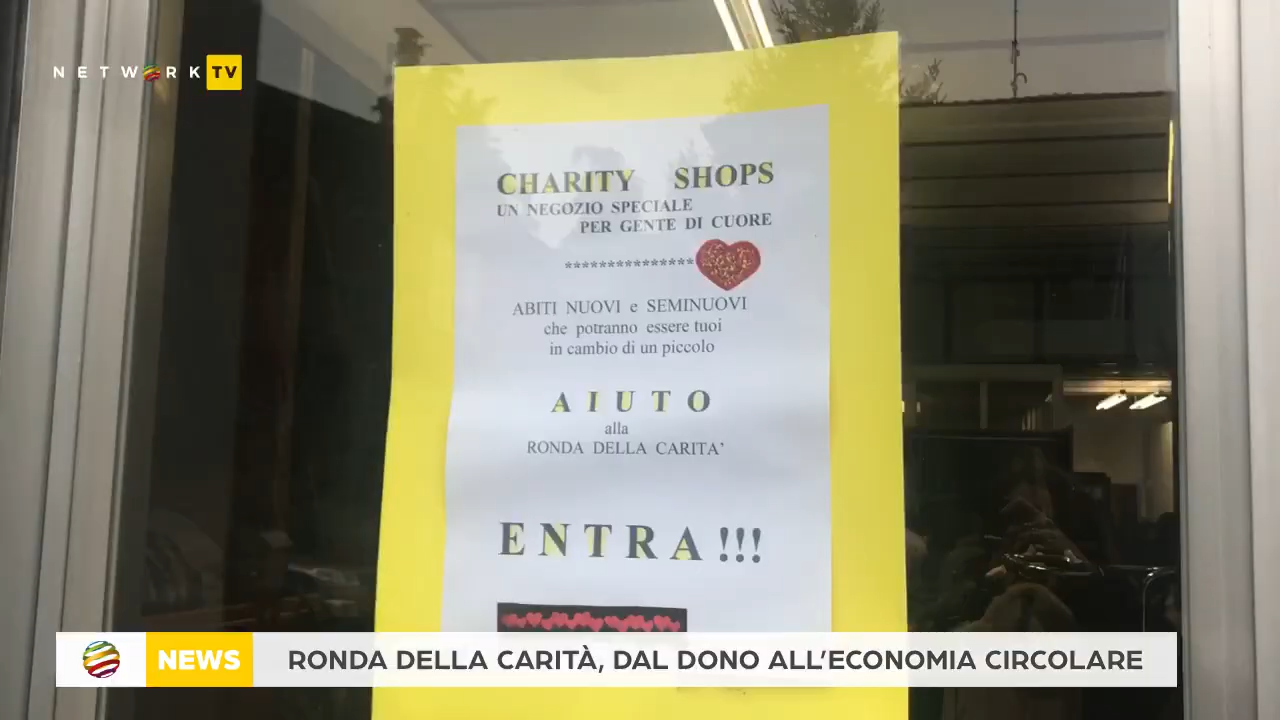 NETWORK TV
CHARITY SHOPS
UN NEGOZIO SPECIALE
PER GENTE DI CUORE
***************
ABITI NUOVI e SEMINUOVI
che potranno essere tuoi
in cambio di un piccolo
AIUTO
alla
RONDA DELLA CARITA'
ENTRA!!!
NEWS RONDA DELLA CARITÀ, DAL DONO ALL’ECONOMIA CIRCOLARE